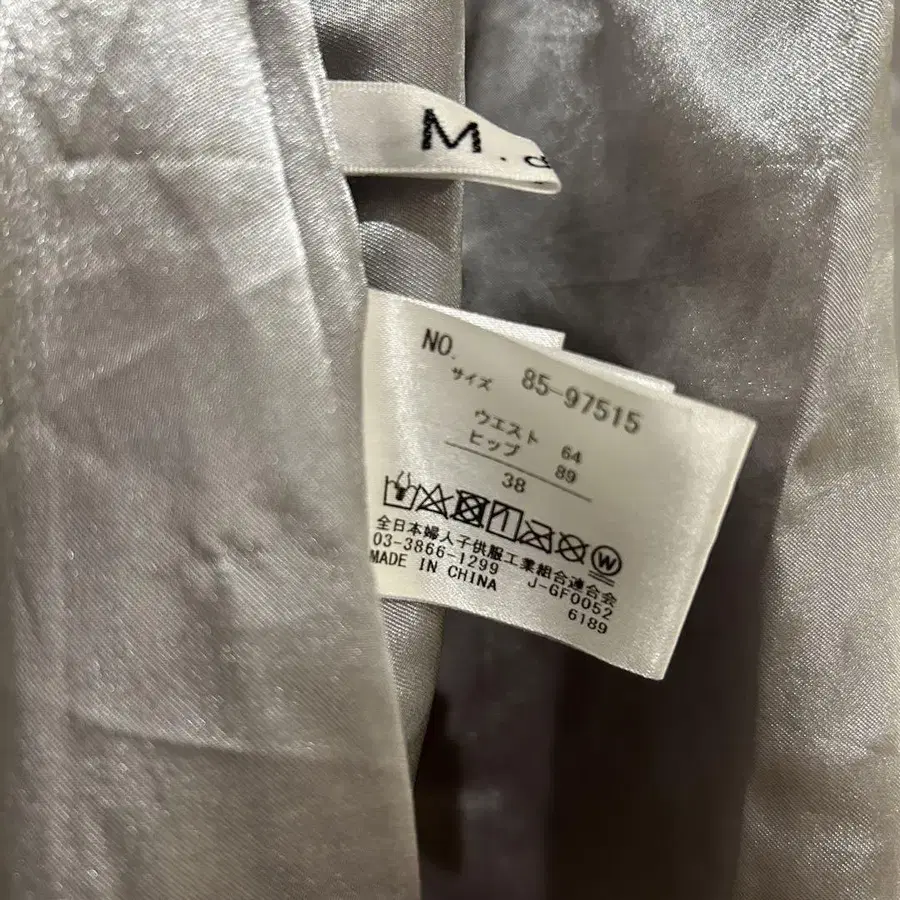 M.
NO.
85-97515
サイズ
ウエスト 64
ヒップ 89
38
W
全日本婦人子供服工業組合連合会
03-3866-1299 J-GF0052
MADE IN CHINA 6189